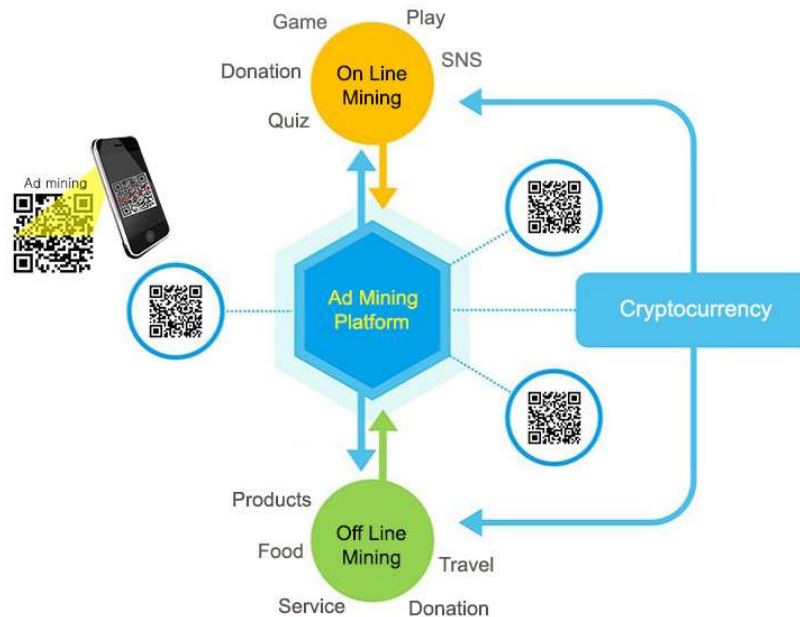 Game
Play
Donation
On Line
Mining
SNS
Quiz
Ad mining
Ad Mining
Platform
Cryptocurrency
Products
Food
Off Line
Mining
Travel
Service
Donation